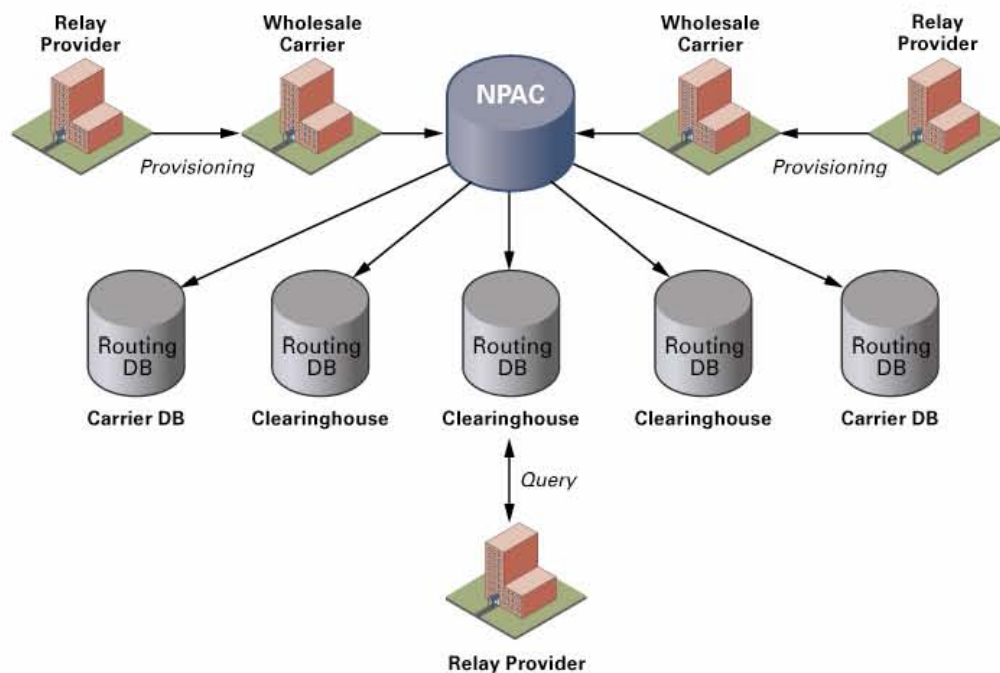 Relay
Provider
Wholesale
Carrier
Wholesale
Carrier
Relay
Provider
NPAC
Provisioning
Provisioning
Routing
DB
Routing
DB
Routing
DB
Routing
DB
Routing
DB
Carrier DB
Clearinghouse
Clearinghouse
Clearinghouse
Carrier DB
Query
Relay Provider